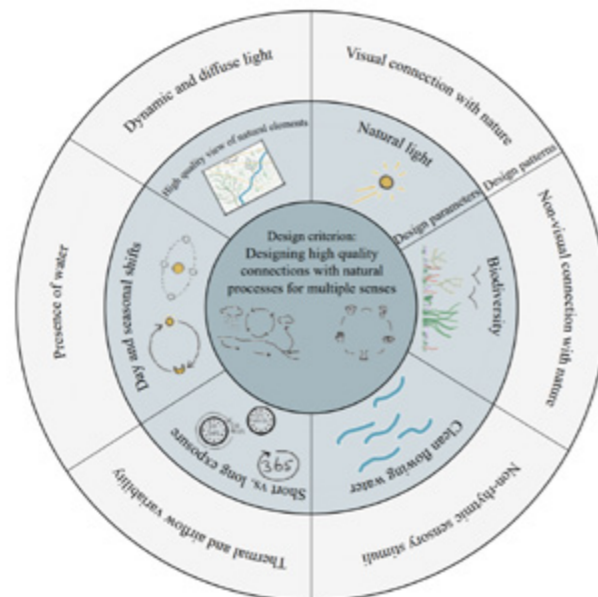 Dynamic and diffuse light
Visual connection with nature
Design patterns
Non-visual connection with nature
Non-rhytmic sensory stimuli
Thermal and airflow variability
Presence of water
High quality view of natural elements
Natural light
Design parameters
Biodiversity
Clean flowing water
Short vs. long exposure
365
Day and seasonal shifts
Design criterion:
Designing high quality
connections with natural
processes for multiple senses